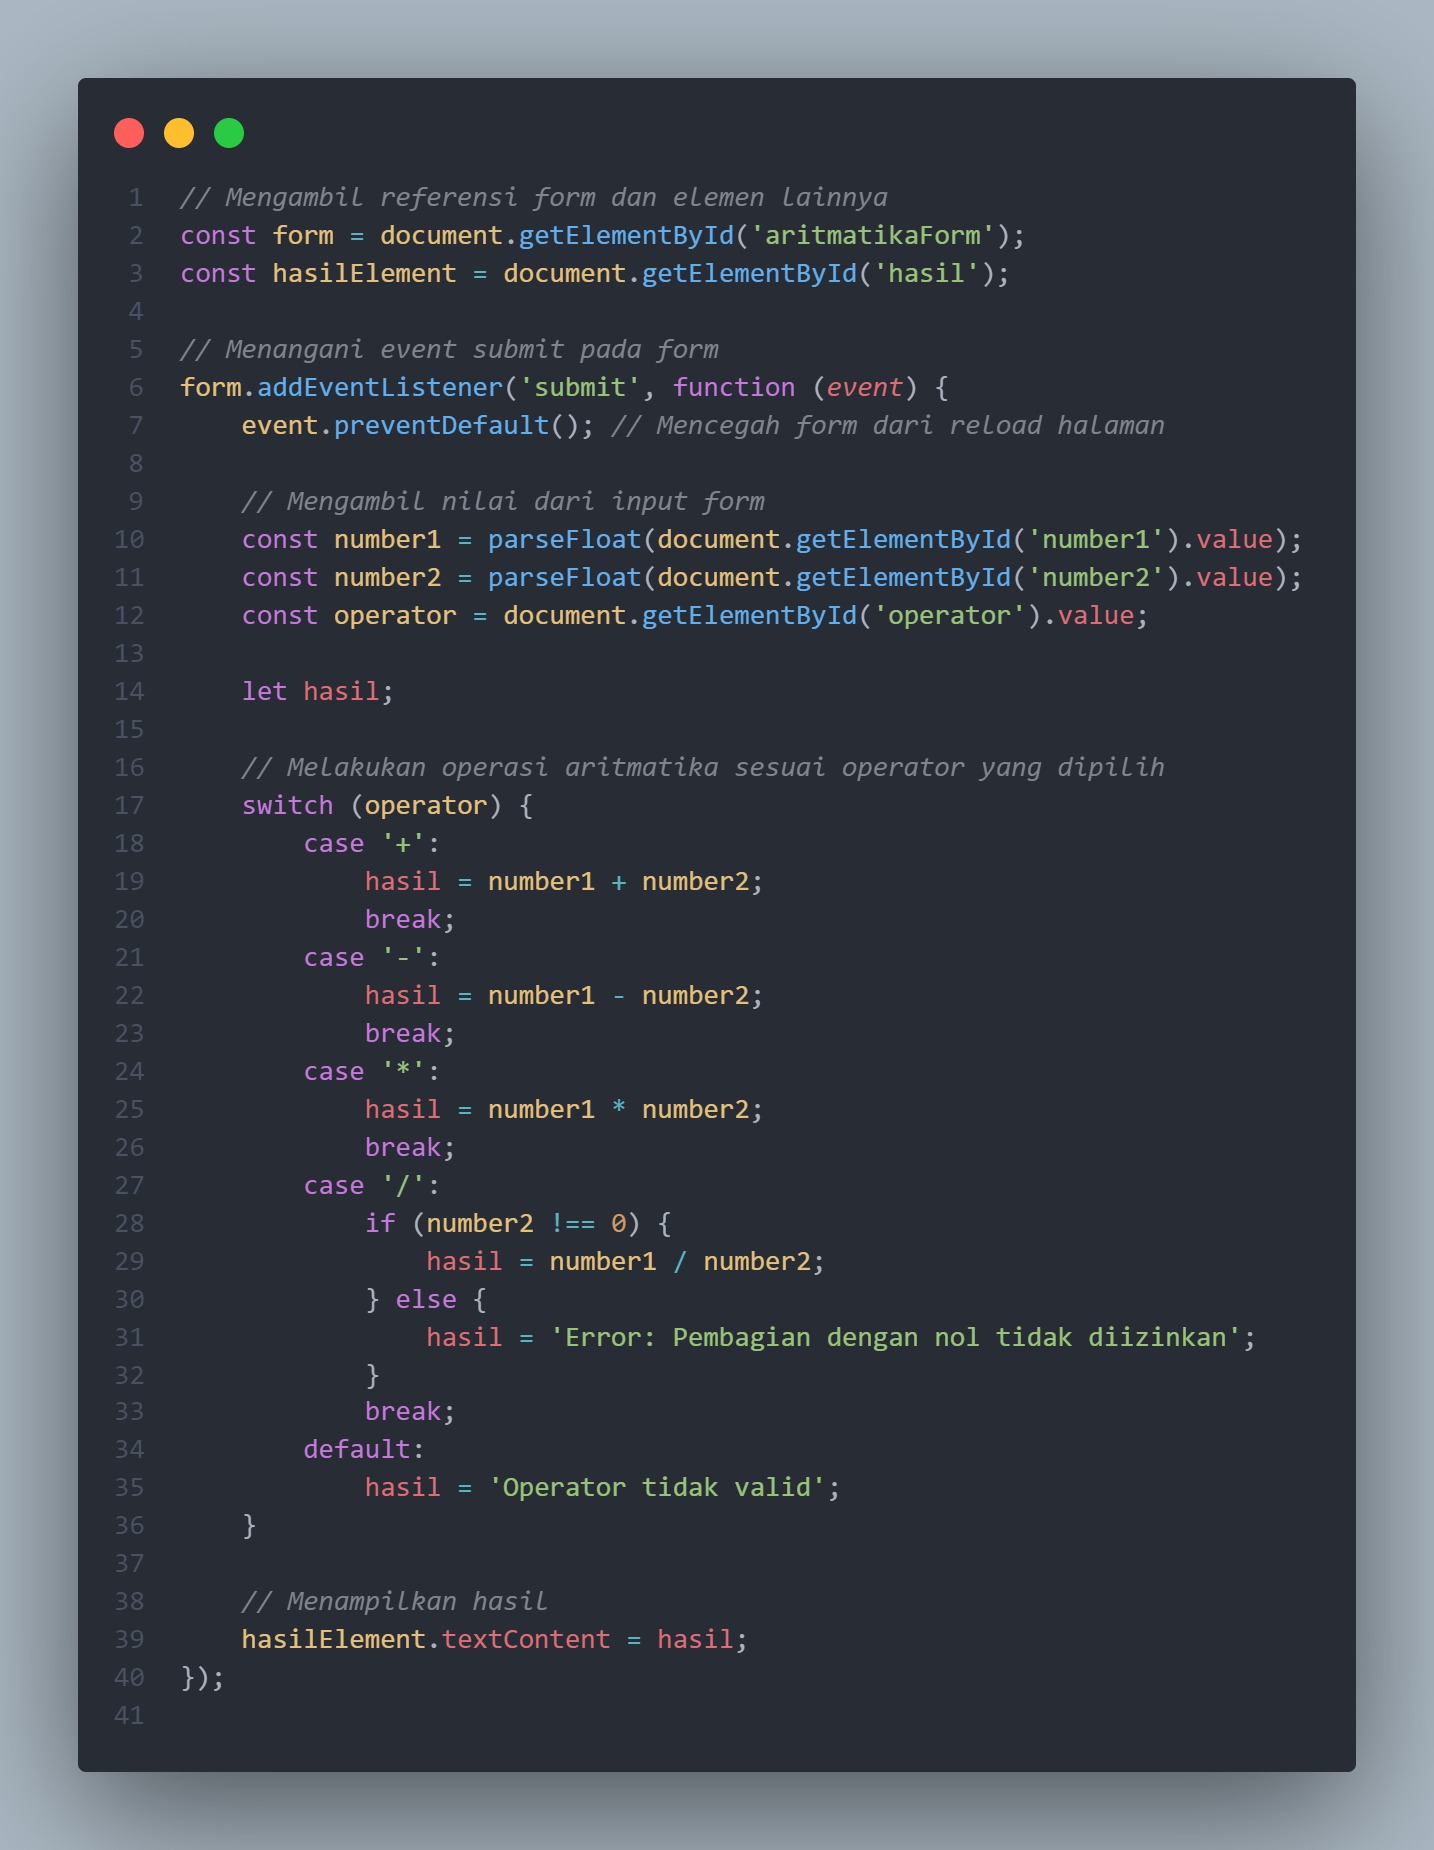 1 // Mengambil referensi form dan elemen lainnya
2 const form = document.getElementById('aritmatikaForm');
3 const hasilElement = document.getElementById('hasil');
4
5 // Menangani event submit pada form
6 form.addEventListener('submit', function (event) {
7     event.preventDefault(); // Mencegah form dari reload halaman
8
9     // Mengambil nilai dari input form
10     const number1 = parseFloat(document.getElementById('number1').value);
11     const number2 = parseFloat(document.getElementById('number2').value);
12     const operator = document.getElementById('operator').value;
13
14     let hasil;
15
16     // Melakukan operasi aritmatika sesuai operator yang dipilih
17     switch (operator) {
18         case '+':
19             hasil = number1 + number2;
20             break;
21         case '-':
22             hasil = number1 - number2;
23             break;
24         case '*':
25             hasil = number1 * number2;
26             break;
27         case '/':
28             if (number2 !== 0) {
29                 hasil = number1 / number2;
30             } else {
31                 hasil = 'Error: Pembagian dengan nol tidak diizinkan';
32             }
33             break;
34         default:
35             hasil = 'Operator tidak valid';
36     }
37
38     // Menampilkan hasil
39     hasilElement.textContent = hasil;
40 });
41